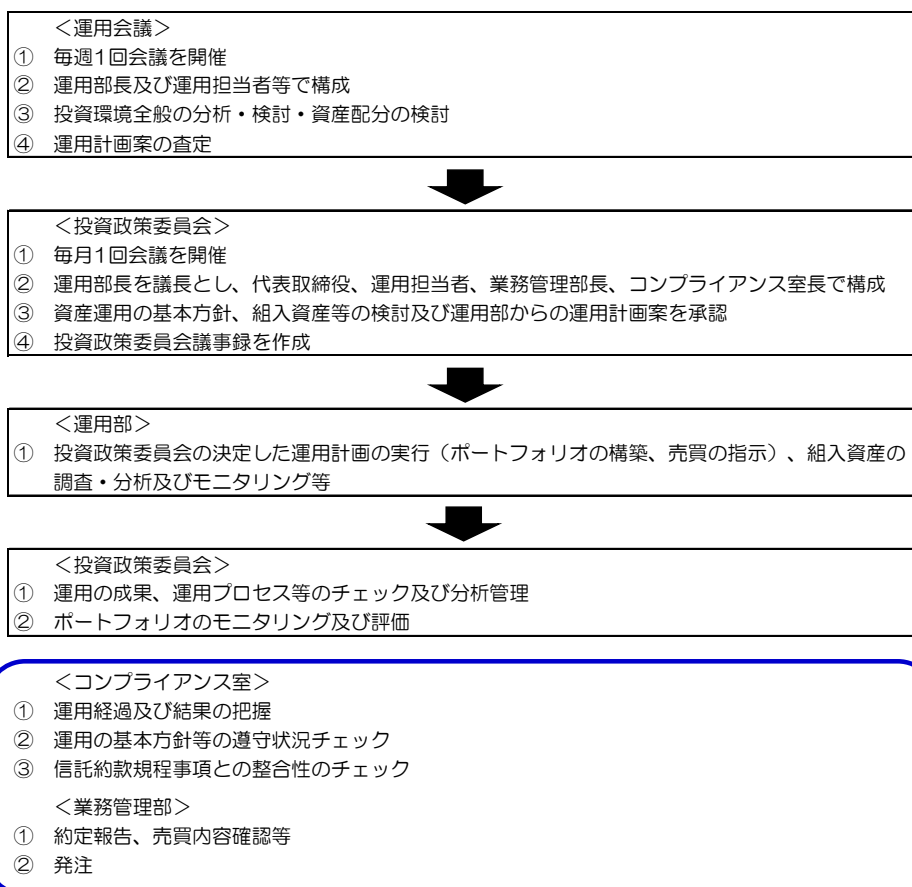 ＜運用会議＞
① 毎週1回会議を開催
② 運用部長及び運用担当者等で構成
③ 投資環境全般の分析・検討・資産配分の検討
④ 運用計画案の査定
＜投資政策委員会＞
① 毎月1回会議を開催
② 運用部長を議長とし、代表取締役、運用担当者、業務管理部長、コンプライアンス室長で構成
③ 資産運用の基本方針、組入資産等の検討及び運用部からの運用計画案を承認
④ 投資政策委員会議事録を作成
＜運用部＞
① 投資政策委員会の決定した運用計画の実行（ポートフォリオの構築、売買の指示）、組入資産の
調査・分析及びモニタリング等
＜投資政策委員会＞
① 運用の成果、運用プロセス等のチェック及び分析管理
② ポートフォリオのモニタリング及び評価
＜コンプライアンス室＞
① 運用経過及び結果の把握
② 運用の基本方針等の遵守状況チェック
③ 信託約款規程事項との整合性のチェック
＜業務管理部＞
① 約定報告、売買内容確認等
② 発注